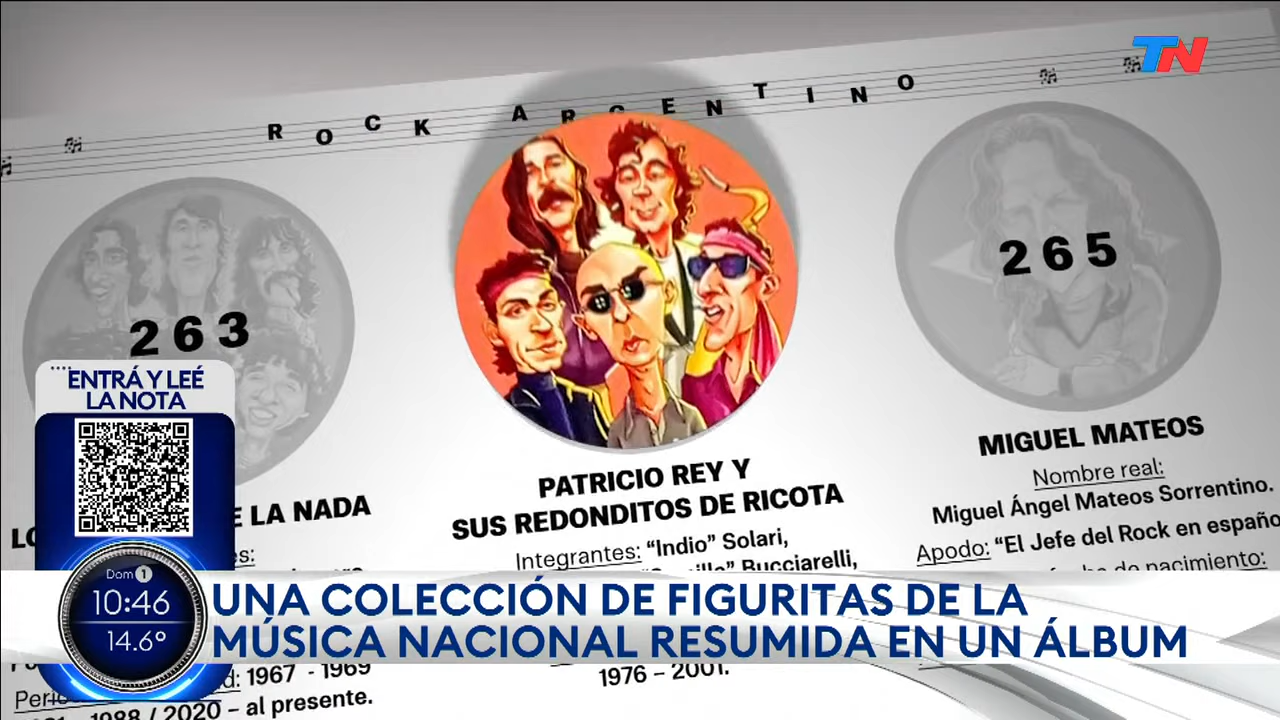 TN
ROCK ARGENTINO
263
265
ENTRÁ Y LEÉ
LA NOTA
E LA NADA
PATRICIO REY Y
SUS REDONDITOS DE RICOTA
Integrantes: “Indio” Solari,
Bucciarelli,
1976 – 2001.
MIGUEL MATEOS
Nombre real:
Miguel Ángel Mateos Sorrentino.
Apodo: “El Jefe del Rock en españo
de nacimiento:
Dom 1
10:46
14.6°
UNA COLECCIÓN DE FIGURITAS DE LA
MÚSICA NACIONAL RESUMIDA EN UN ÁLBUM
1967 - 1969
1988 / 2020 – al presente.